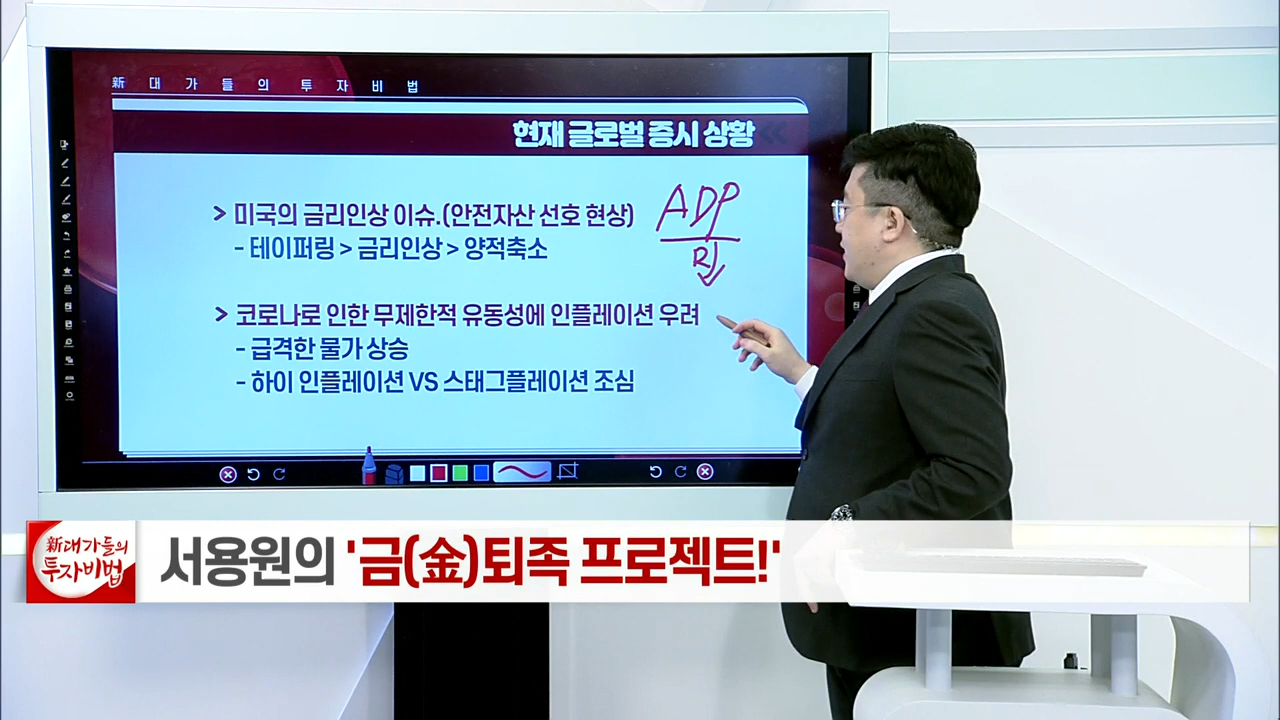 新대가들의투자비법
현재 글로벌 증시 상황
> 미국의 금리인상 이슈.(안전자산 선호 현상)
- 테이퍼링 > 금리인상 > 양적축소
ADP
> 코로나로 인한 무제한적 유동성에 인플레이션 우려
- 급격한 물가 상승
- 하이 인플레이션 VS 스태그플레이션 조심
新대가들의
투자비법
서용원의 '금(金)퇴족 프로젝트!'